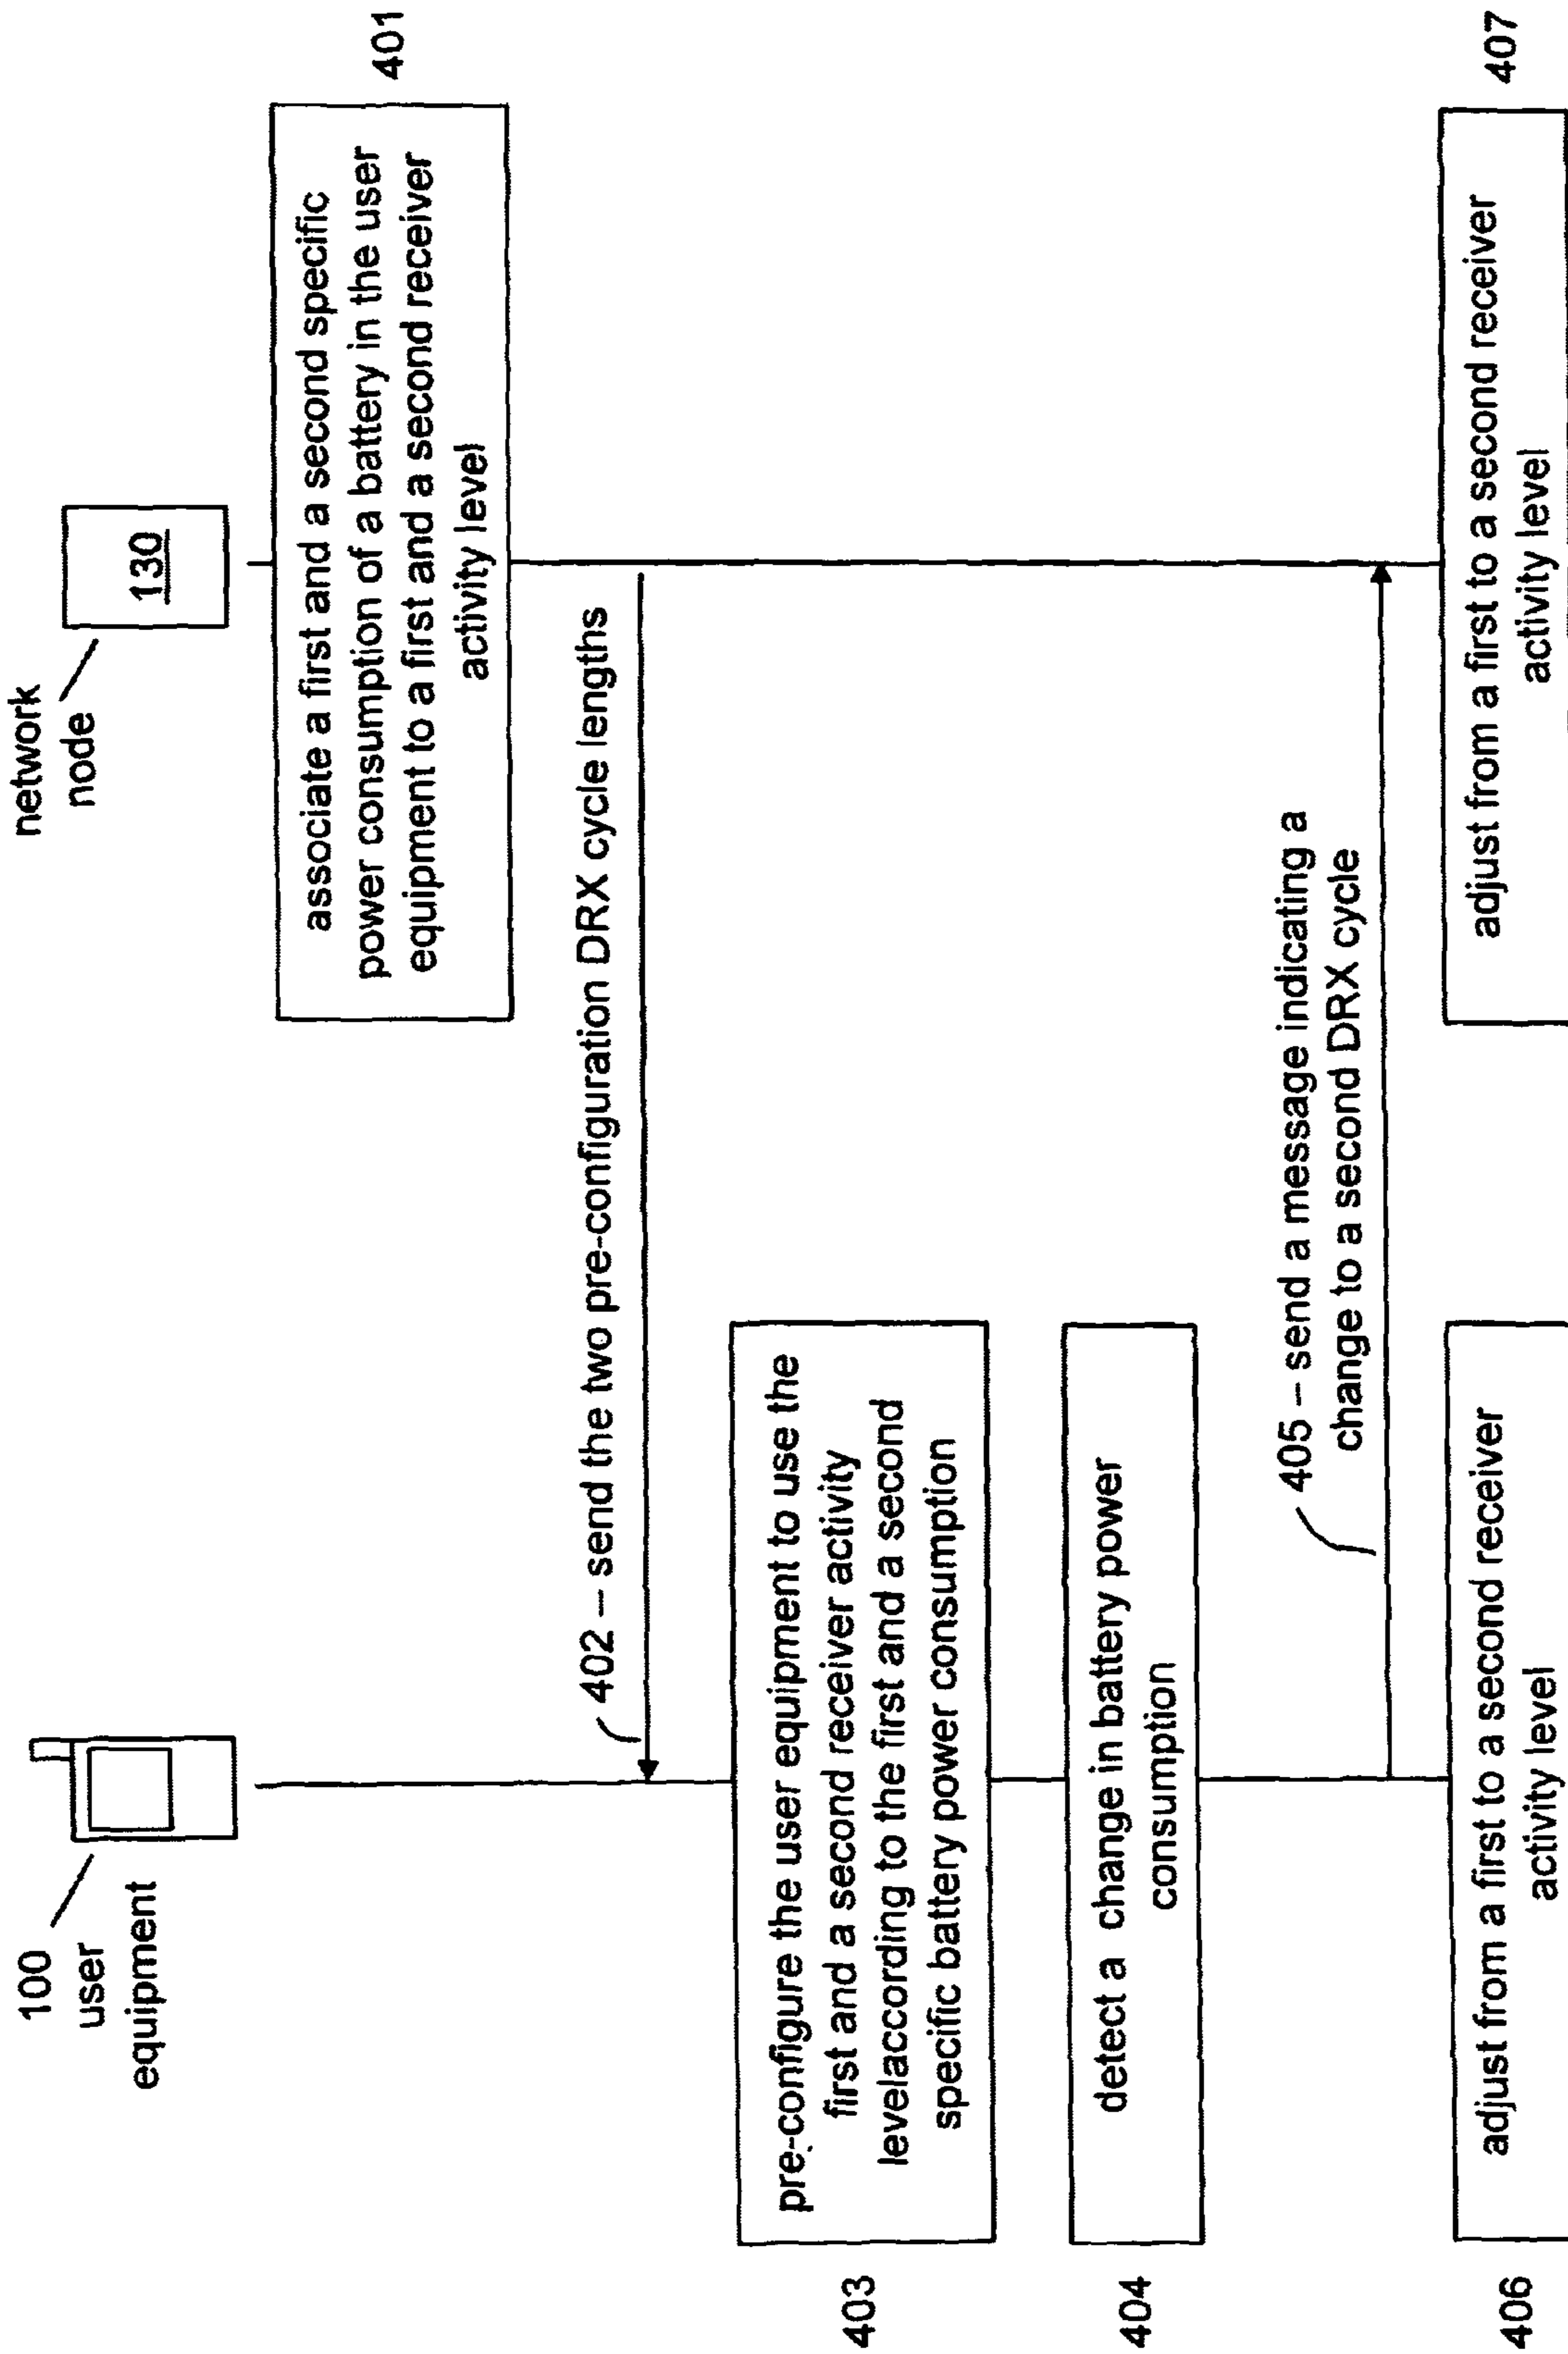 100
user
equipment
network
node
130
associate a first and a second specific
power consumption of a battery in the user
equipment to a first and a second receiver
activity level
401
402 – send the two pre-configuration DRX cycle lengths
403
pre-configure the user equipment to use the
first and a second receiver activity
levelaccording to the first and a second
specific battery power consumption
404
detect a change in battery power
consumption
405 – send a message indicating a
change to a second DRX cycle
406
adjust from a first to a second receiver
activity level
adjust from a first to a second receiver
activity level
407